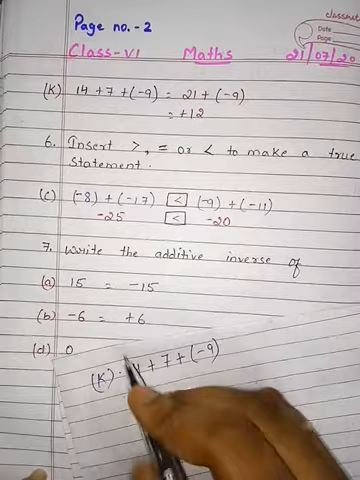 classmate
Date
Page
Page no.-2
Class-VI Maths 21/07/20
(K) 14 + 7 + (-9) = 21 + (-9)
= +12
6. Insert >, = or < to make a true
statement.
(c) (-8) + (-17) < (-9) + (-11)
-25 < -20
7. Write the additive inverse of
(a) 15 = -15
(b) -6 = +6
(d) 0
(K). + 7 + (-9)